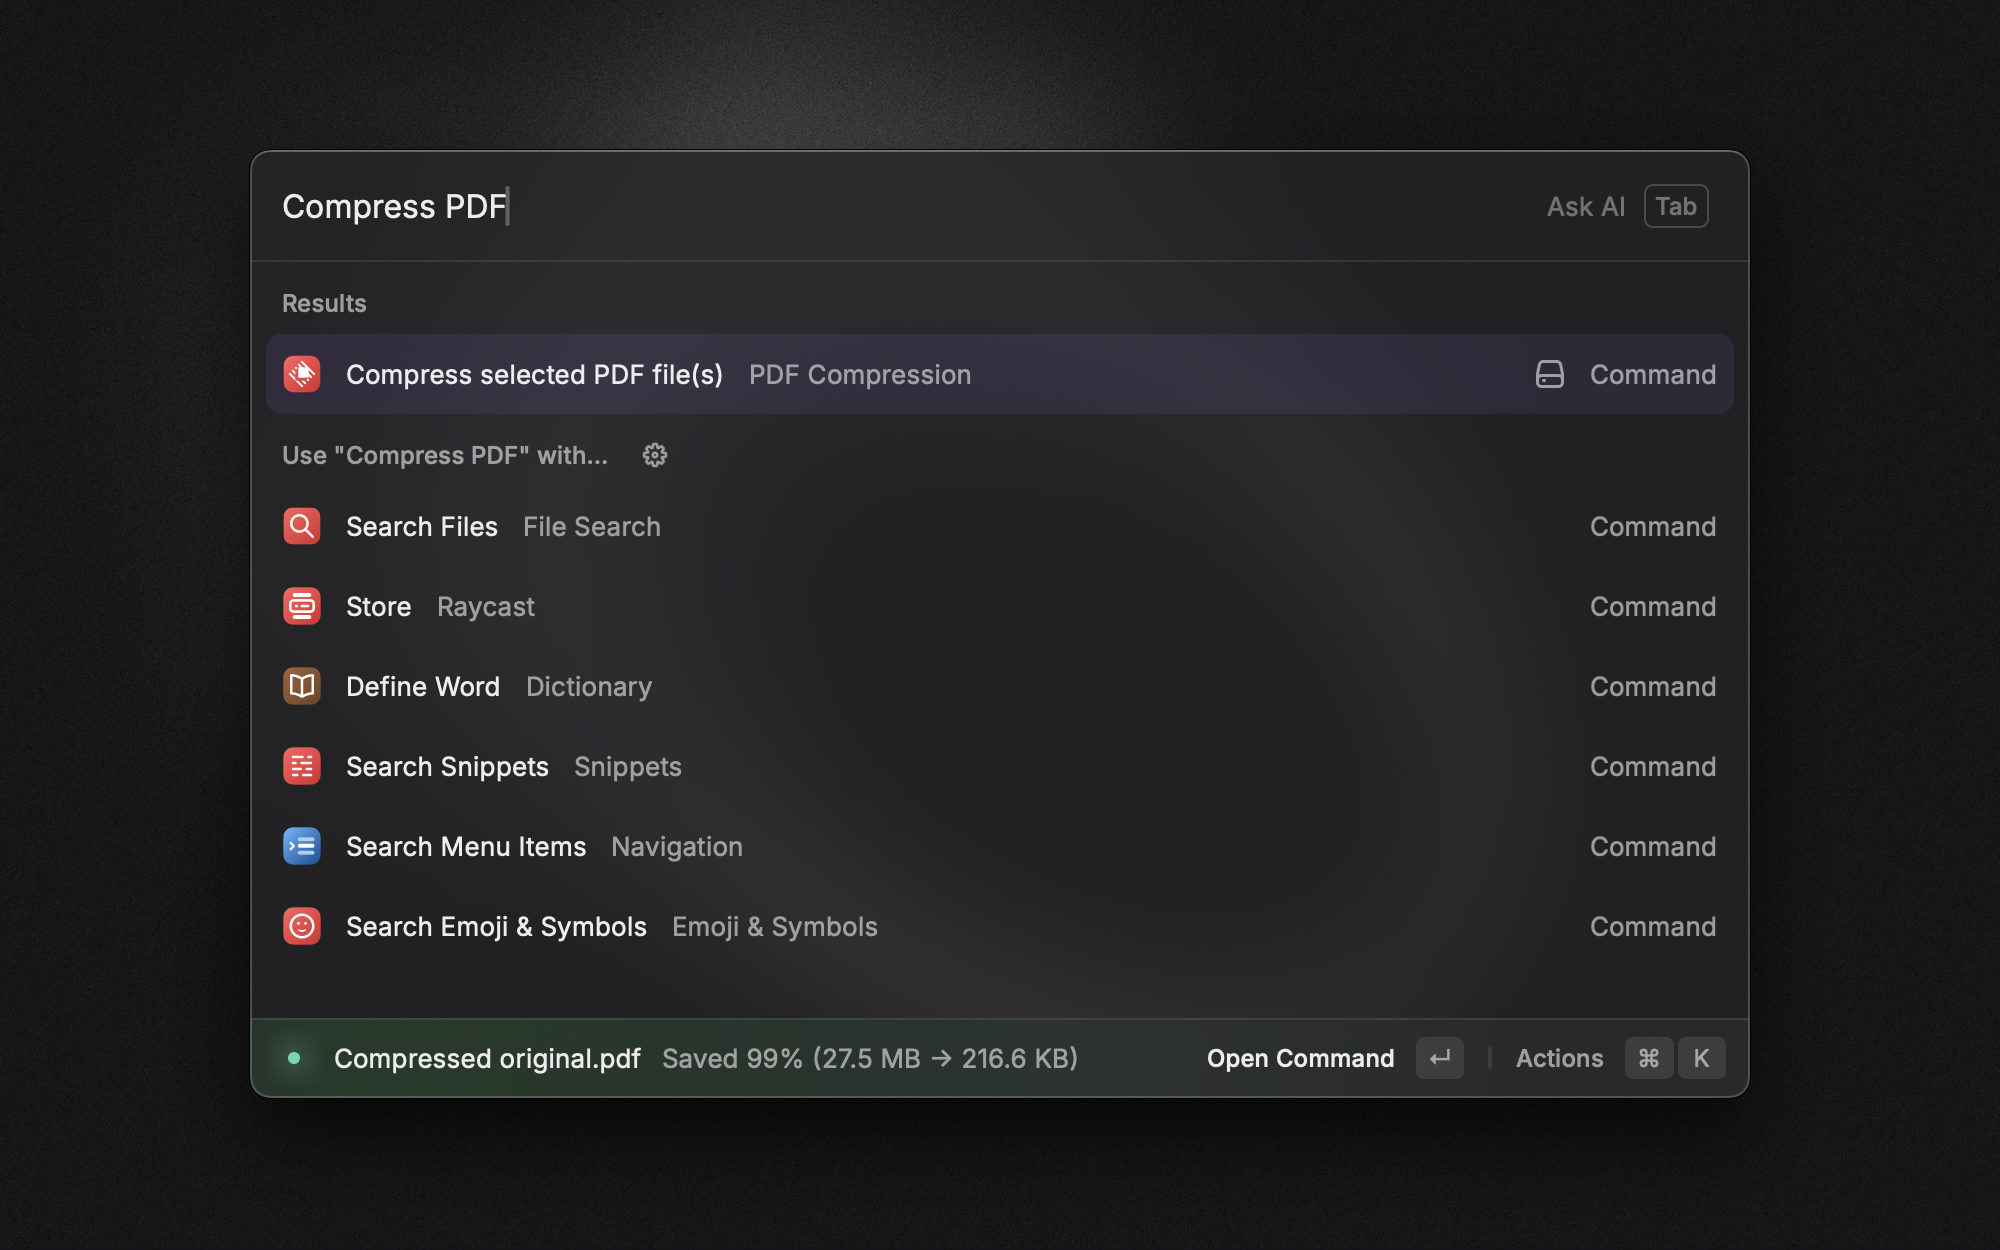 Compress PDF Ask AI Tab
Results
Compress selected PDF file(s) PDF Compression Command
Use "Compress PDF" with...
Search Files File Search Command
Store Raycast Command
Define Word Dictionary Command
Search Snippets Snippets Command
Search Menu Items Navigation Command
Search Emoji & Symbols Emoji & Symbols Command
Compressed original.pdf Saved 99% (27.5 MB → 216.6 KB) Open Command ↵ Actions ⌘ K